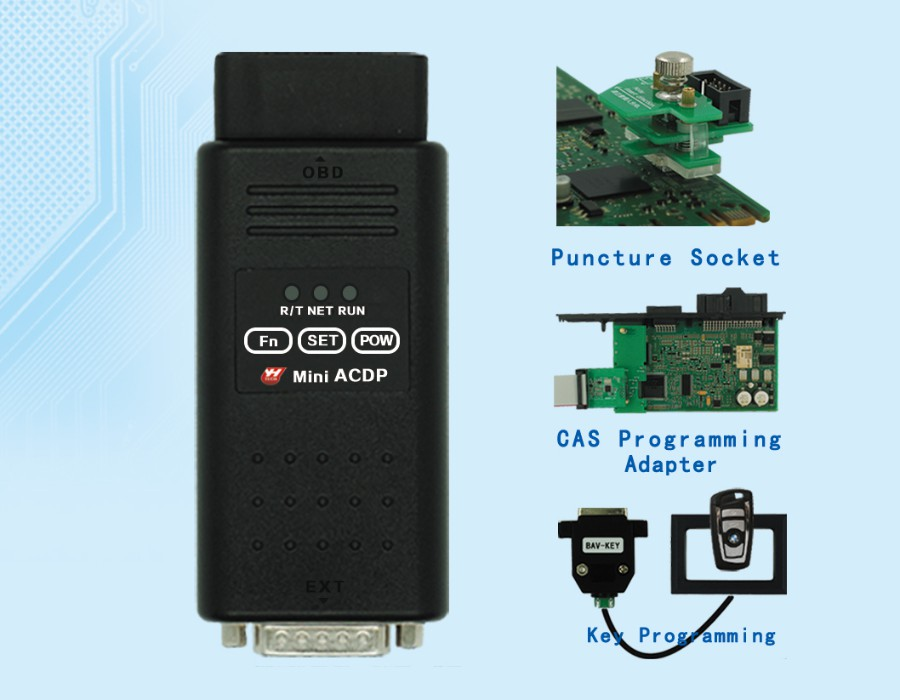 OBD
R/T NET RUN
Fn SET POW
Mini ACDP
EXT
Puncture Socket
CAS Programming
Adapter
BAV-KEY
Key Programming